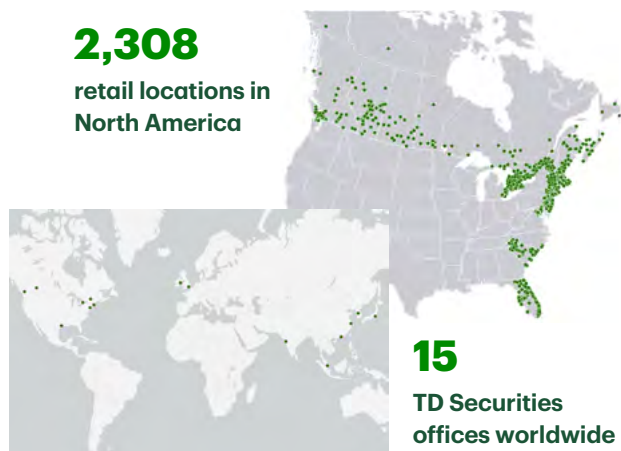 2,308
retail locations in
North America
15
TD Securities
offices worldwide